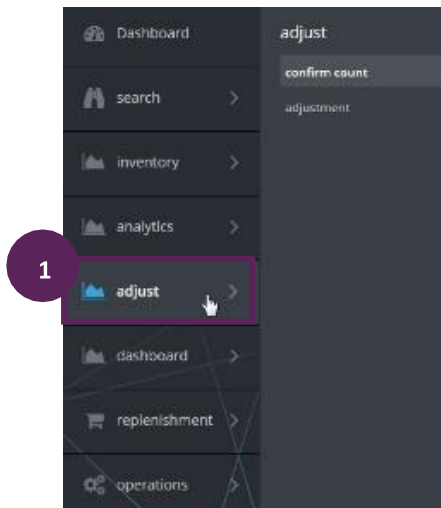 Dashboard
search
inventory
analytics
1
adjust
dashboard
replenishment
operations
adjust
confirm count
adjustment